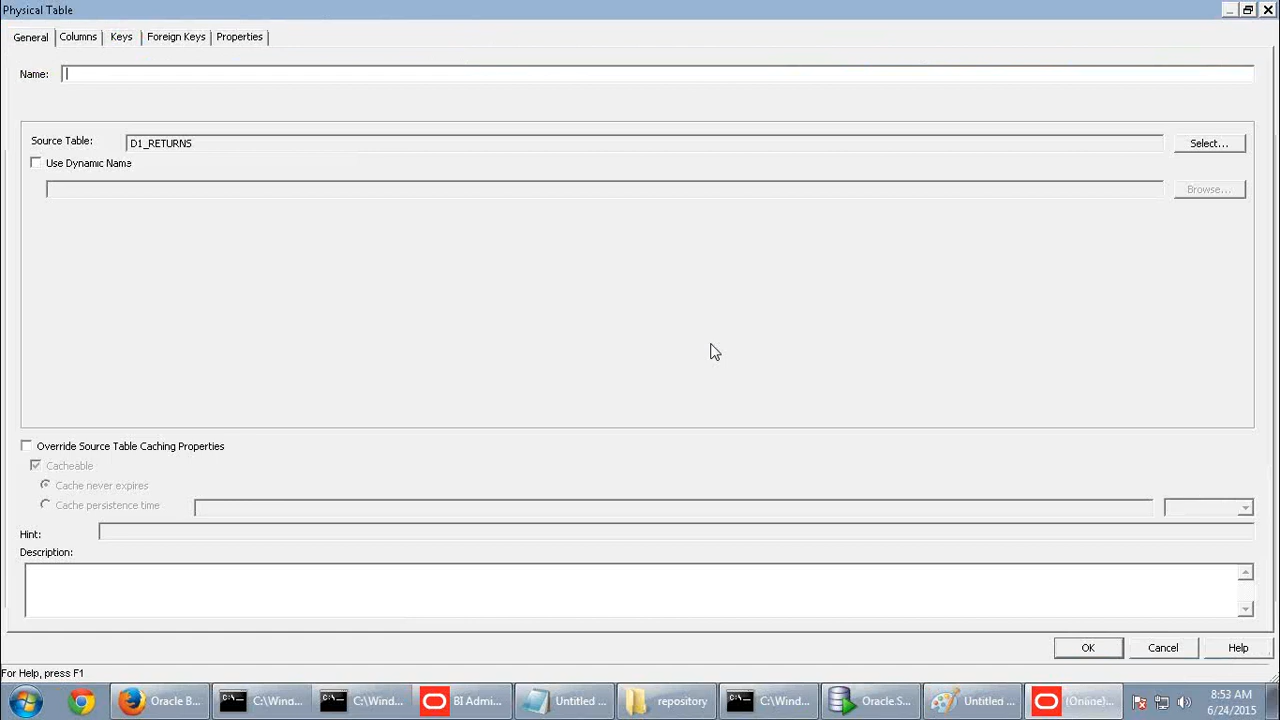 Physical Table
General Columns Keys Foreign Keys Properties
Name:
Source Table: D1_RETURNS Select...
Use Dynamic Name
Browse...
Override Source Table Caching Properties
Cacheable
Cache never expires
Cache persistence time
Hint:
Description:
OK Cancel Help
For Help, press F1
Oracle B... C:\Wind... C:\Wind... BI Admi... Untitled ... repository C:\Wind... Oracle.S... Untitled ... (Online)... 8:53 AM
6/24/2015